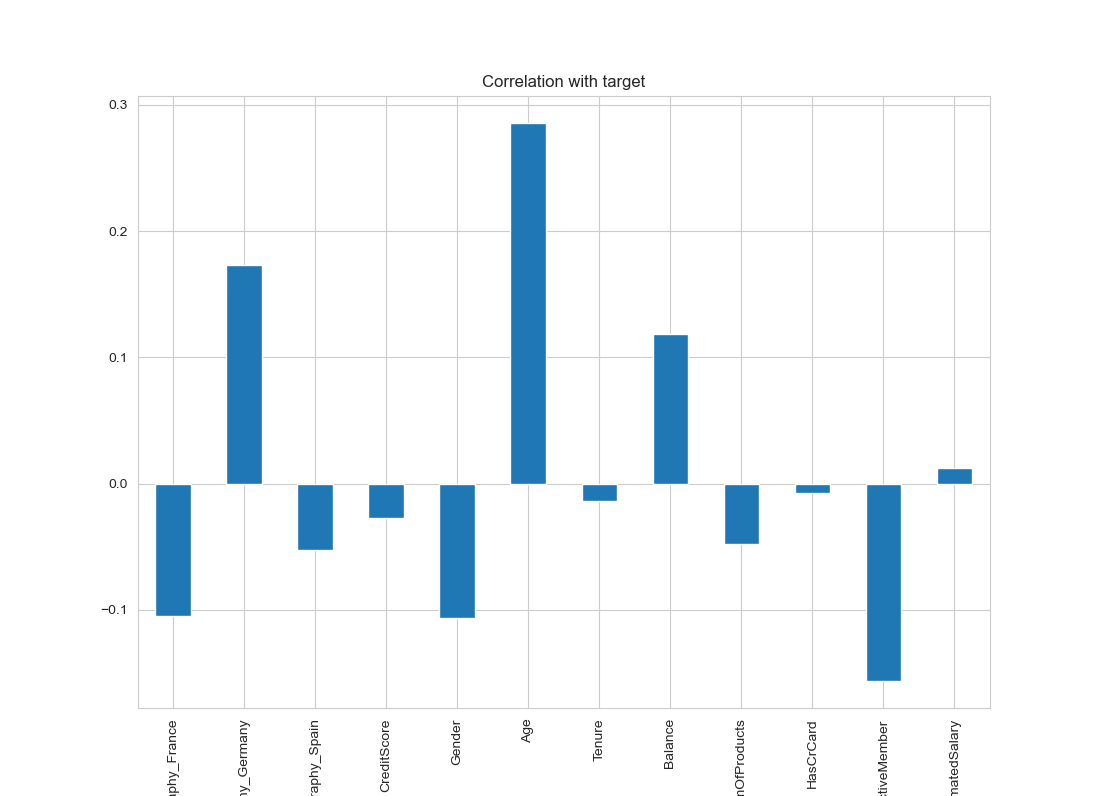 Correlation with target
0.3
0.2
0.1
0.0
−0.1
aphy_France
ny_Germany
raphy_Spain
CreditScore
Gender
Age
Tenure
Balance
nOfProducts
HasCrCard
ctiveMember
matedSalary